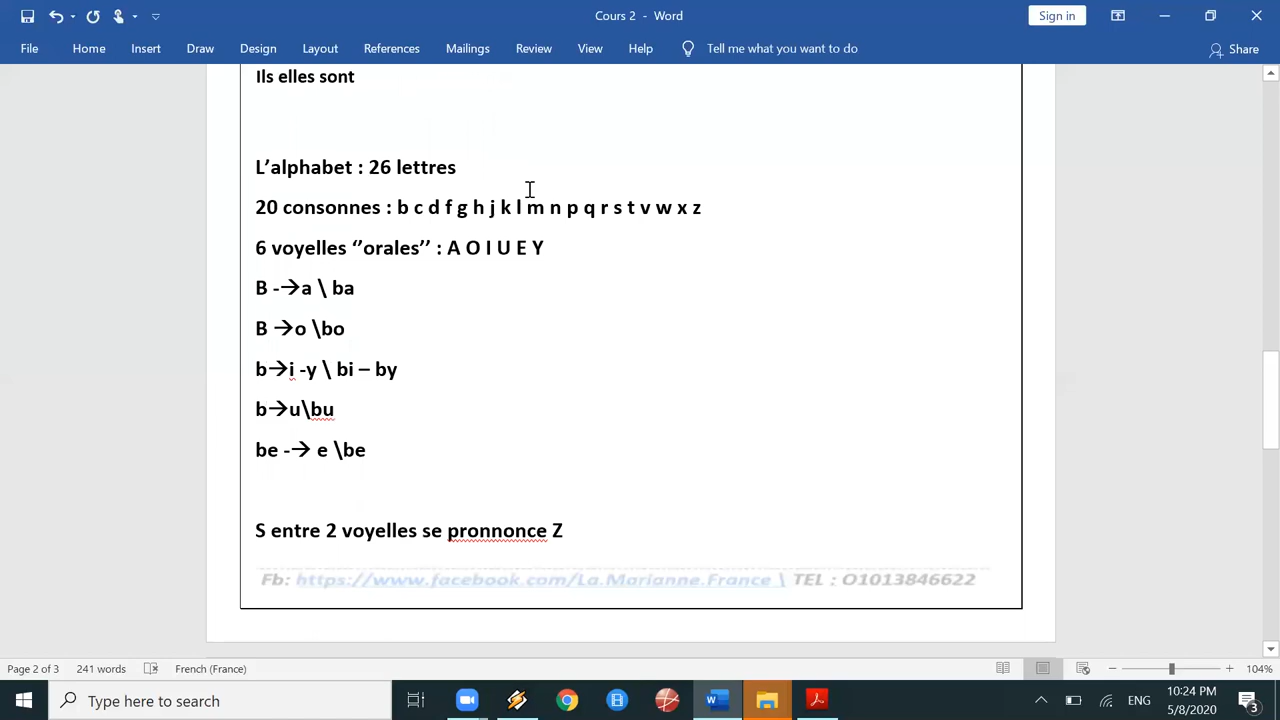 Cours 2 - Word
Sign in
File Home Insert Draw Design Layout References Mailings Review View Help Tell me what you want to do Share
Ils elles sont
L’alphabet : 26 lettres
20 consonnes : b c d f g h j k l m n p q r s t v w x z
6 voyelles ‘’orales’’ : A O I U E Y
B -→a \ ba
B →o \bo
b→i -y \ bi – by
b→u\bu
be -→ e \be
S entre 2 voyelles se pronnonce Z
Fb: https://www.facebook.com/La.Marianne.France \ TEL : O1013846622
Page 2 of 3 241 words French (France) 104%
Type here to search ENG 10:24 PM
5/8/2020 3